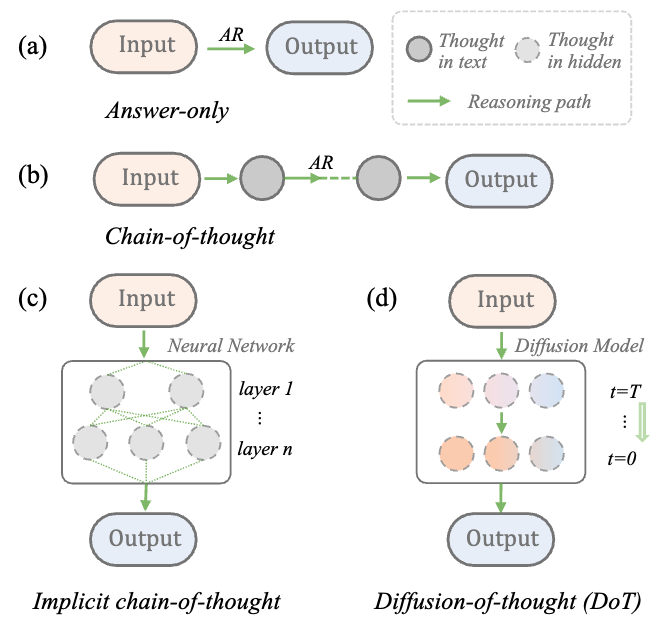 (a)
Input
AR
Output
Answer-only
Thought
in text
Thought
in hidden
Reasoning path
(b)
Input
AR
Output
Chain-of-thought
(c)
Input
Neural Network
layer 1
⋮
layer n
Output
Implicit chain-of-thought
(d)
Input
Diffusion Model
t=T
⋮
t=0
Output
Diffusion-of-thought (DoT)